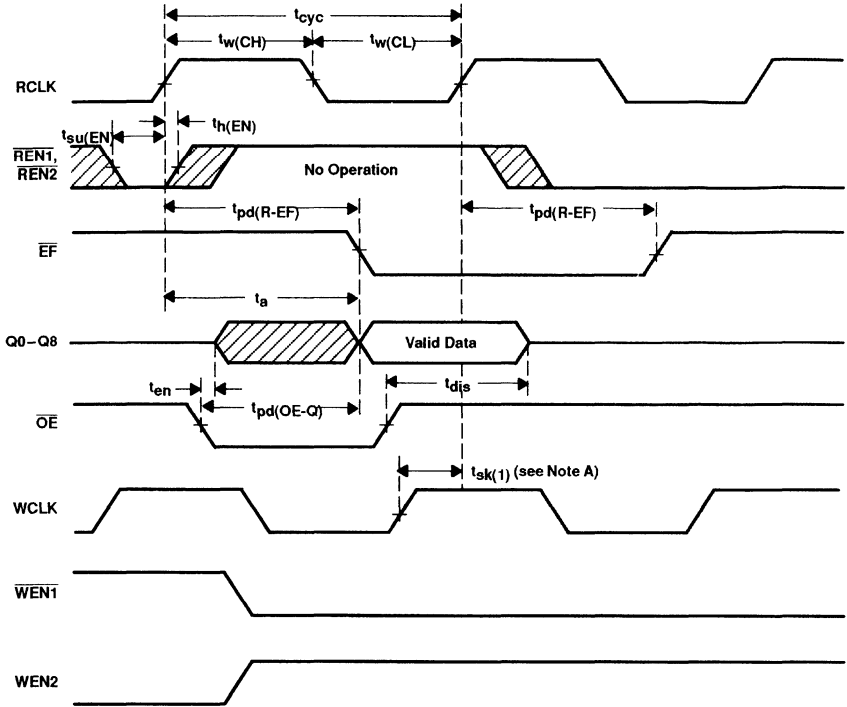 tcyc
tw(CH)
tw(CL)
RCLK
tsu(EN)
th(EN)
REN1,
REN2
No Operation
tpd(R-EF)
tpd(R-EF)
EF
ta
Q0–Q8
Valid Data
ten
tdis
tpd(OE-Q)
OE
tsk(1) (see Note A)
WCLK
WEN1
WEN2